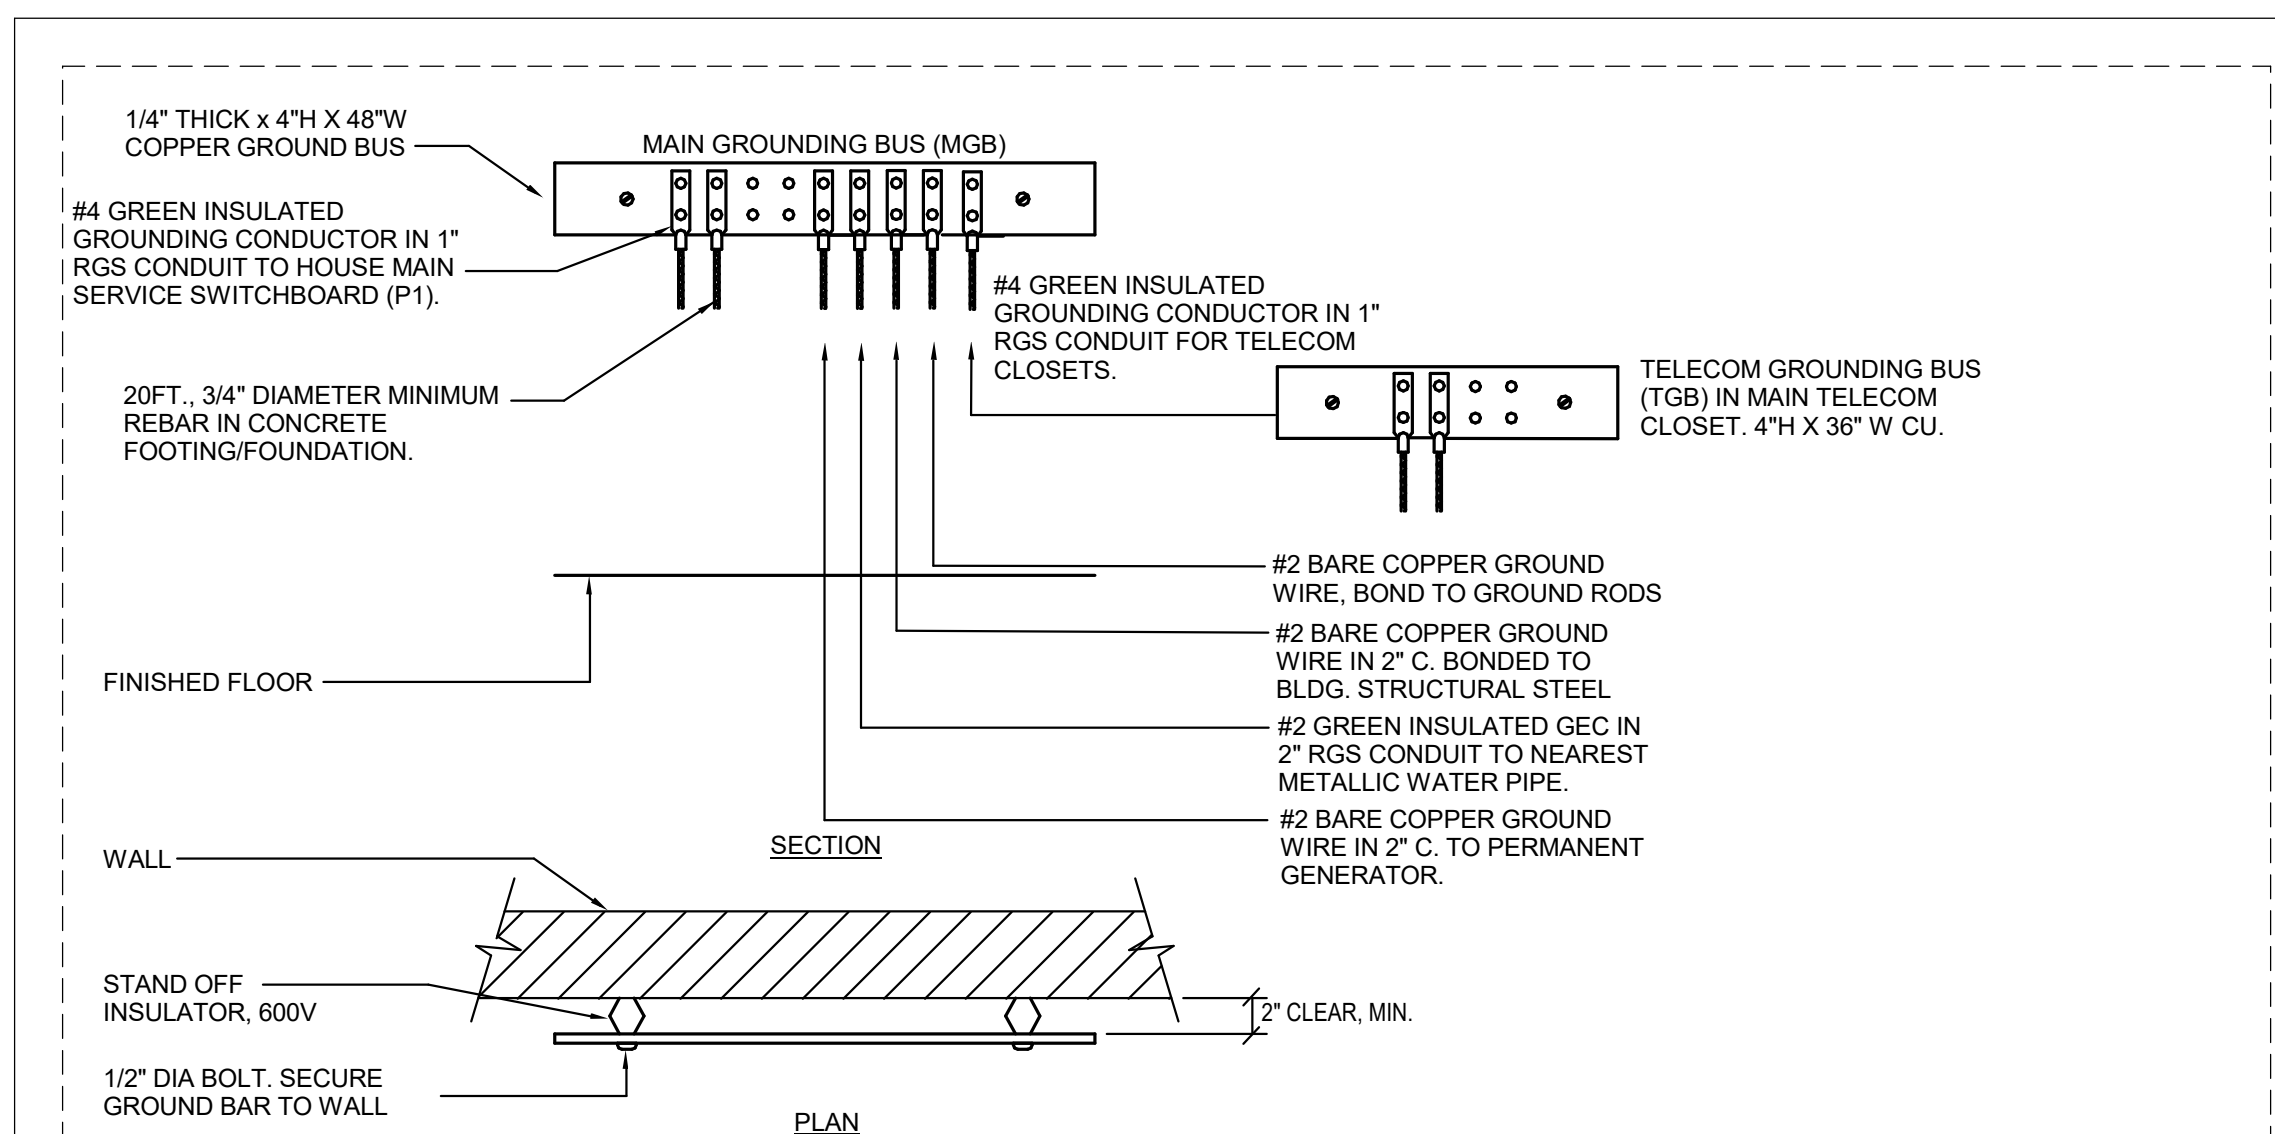 1/4" THICK x 4"H X 48"W
COPPER GROUND BUS
MAIN GROUNDING BUS (MGB)
#4 GREEN INSULATED
GROUNDING CONDUCTOR IN 1"
RGS CONDUIT TO HOUSE MAIN
SERVICE SWITCHBOARD (P1).
#4 GREEN INSULATED
GROUNDING CONDUCTOR IN 1"
RGS CONDUIT FOR TELECOM
CLOSETS.
TELECOM GROUNDING BUS
(TGB) IN MAIN TELECOM
CLOSET. 4"H X 36" W CU.
20FT., 3/4" DIAMETER MINIMUM
REBAR IN CONCRETE
FOOTING/FOUNDATION.
#2 BARE COPPER GROUND
WIRE, BOND TO GROUND RODS
#2 BARE COPPER GROUND
WIRE IN 2" C. BONDED TO
BLDG. STRUCTURAL STEEL
FINISHED FLOOR
#2 GREEN INSULATED GEC IN
2" RGS CONDUIT TO NEAREST
METALLIC WATER PIPE.
#2 BARE COPPER GROUND
WIRE IN 2" C. TO PERMANENT
GENERATOR.
SECTION
WALL
STAND OFF
INSULATOR, 600V
2" CLEAR, MIN.
1/2" DIA BOLT. SECURE
GROUND BAR TO WALL
PLAN